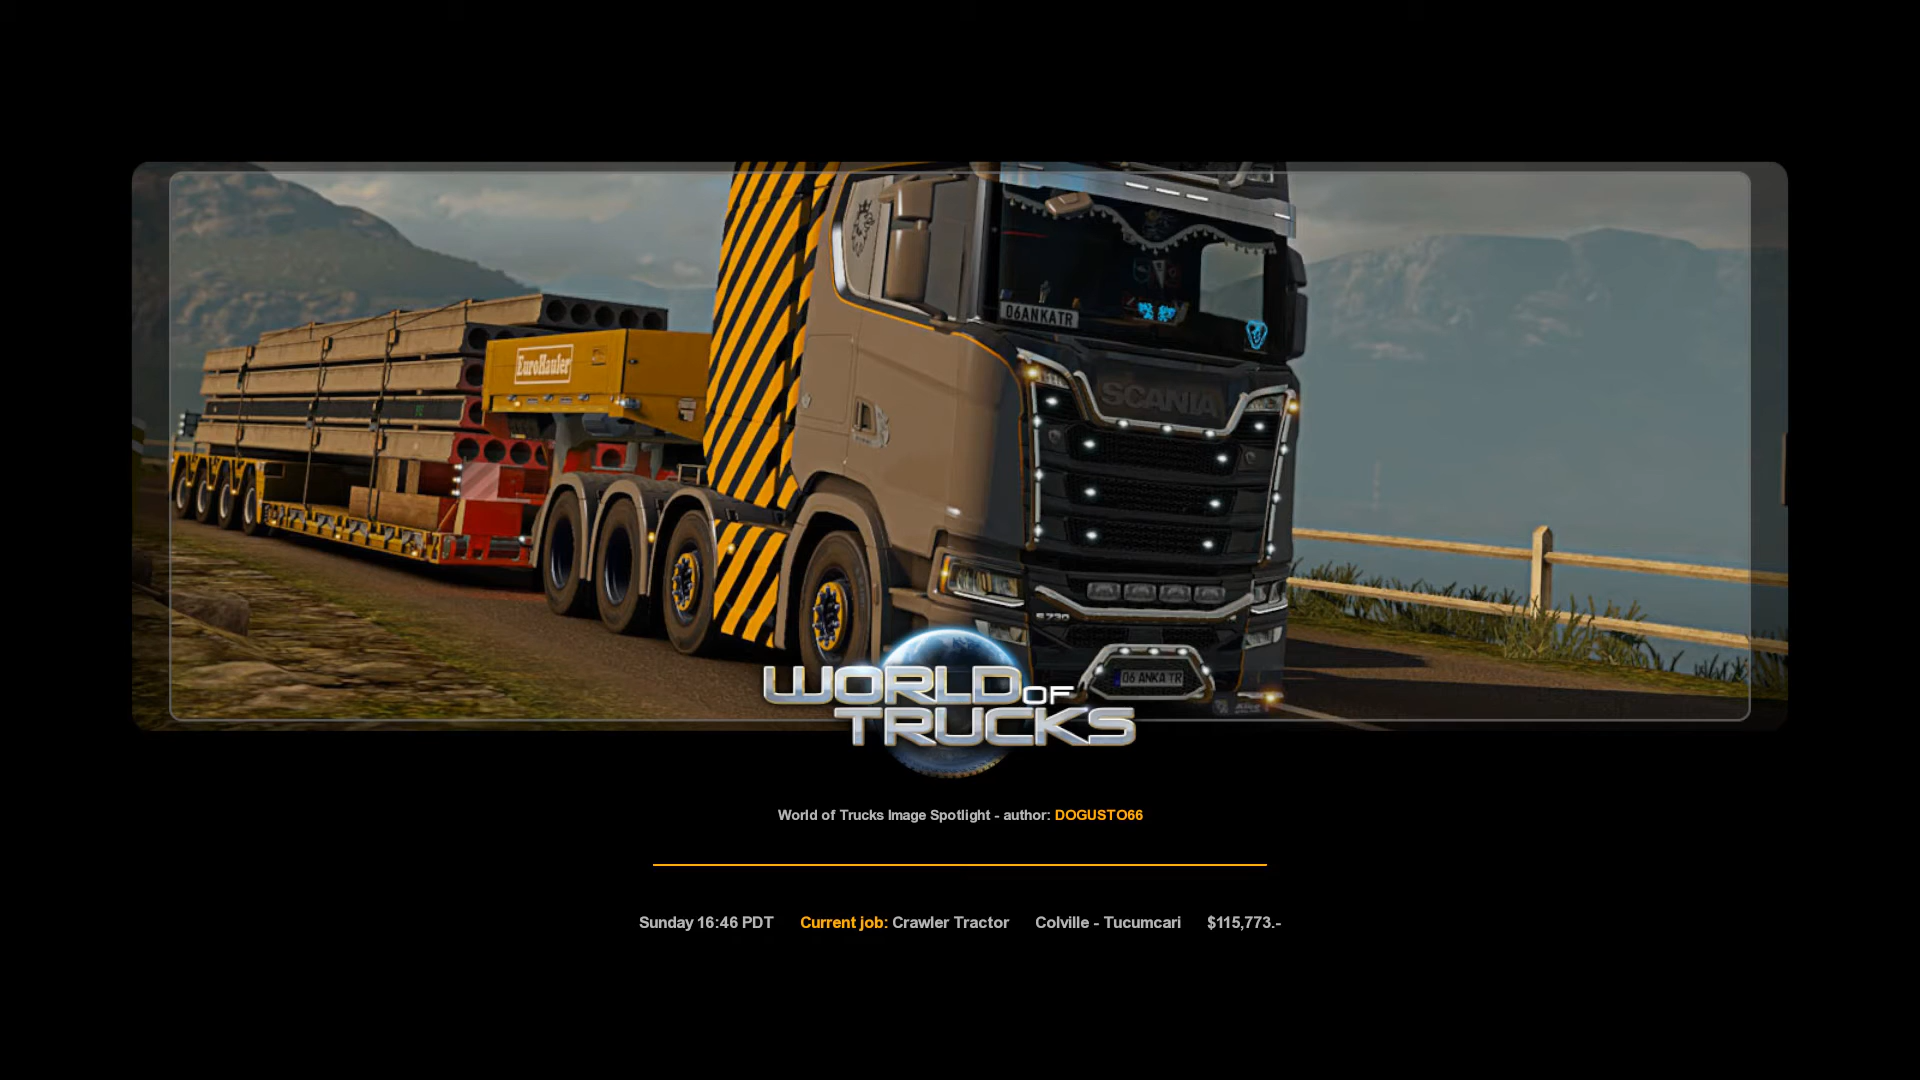 EuroHauler
06ANKATR
SCANIA
S730
06 ANKA TR
WORLD OF
TRUCKS
World of Trucks Image Spotlight - author: DOGUSTO66
Sunday 16:46 PDT Current job: Crawler Tractor Colville - Tucumcari $115,773.-